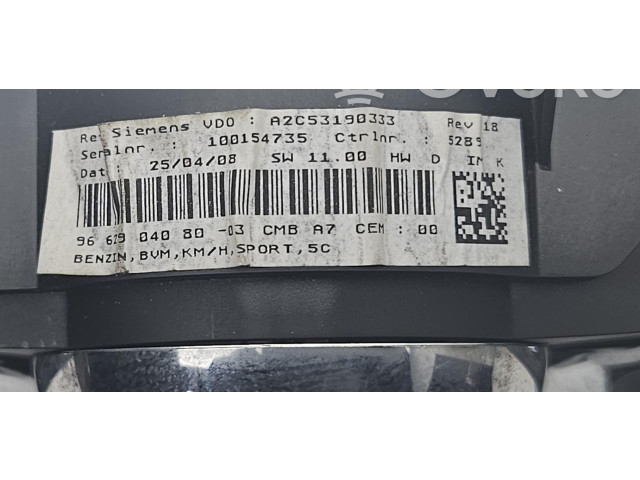 Ref Siemens VDO : A2C53190333 Rev 18
Serialnr. : 100154735 Ctrlnr. : 5289
Dat : 25/04/08 SW 11.00 HW D IM K
96 629 040 80 -03 CMB A7 CEM : 00
BENZIN,BVM,KM/H,SPORT,5C